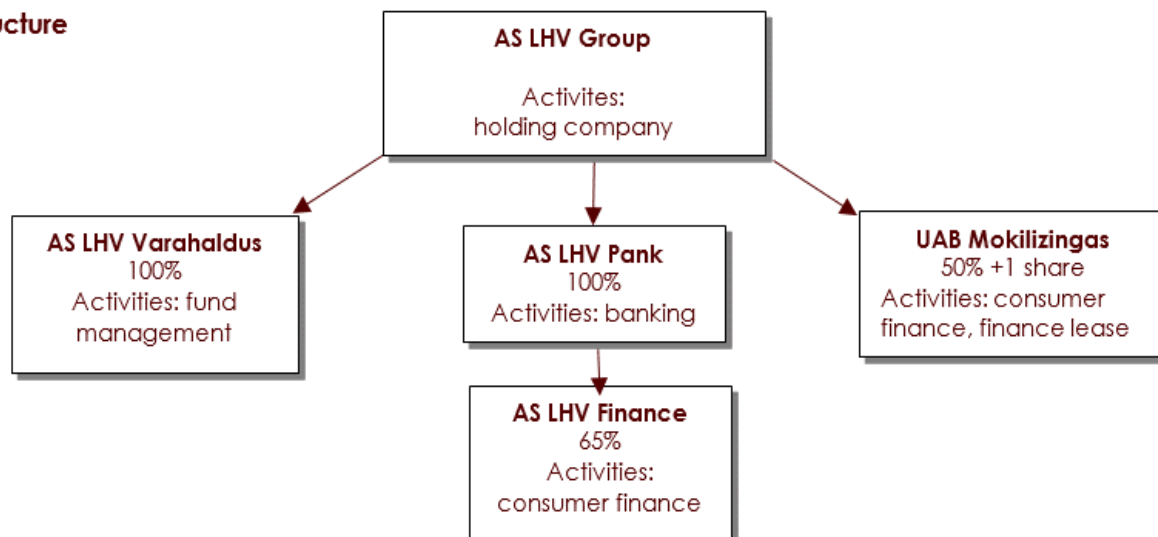 ucture
AS LHV Group
Activites:
holding company
AS LHV Varahaldus
100%
Activities: fund
management
AS LHV Pank
100%
Activities: banking
UAB Mokilizingas
50% +1 share
Activities: consumer
finance, finance lease
AS LHV Finance
65%
Activities:
consumer finance